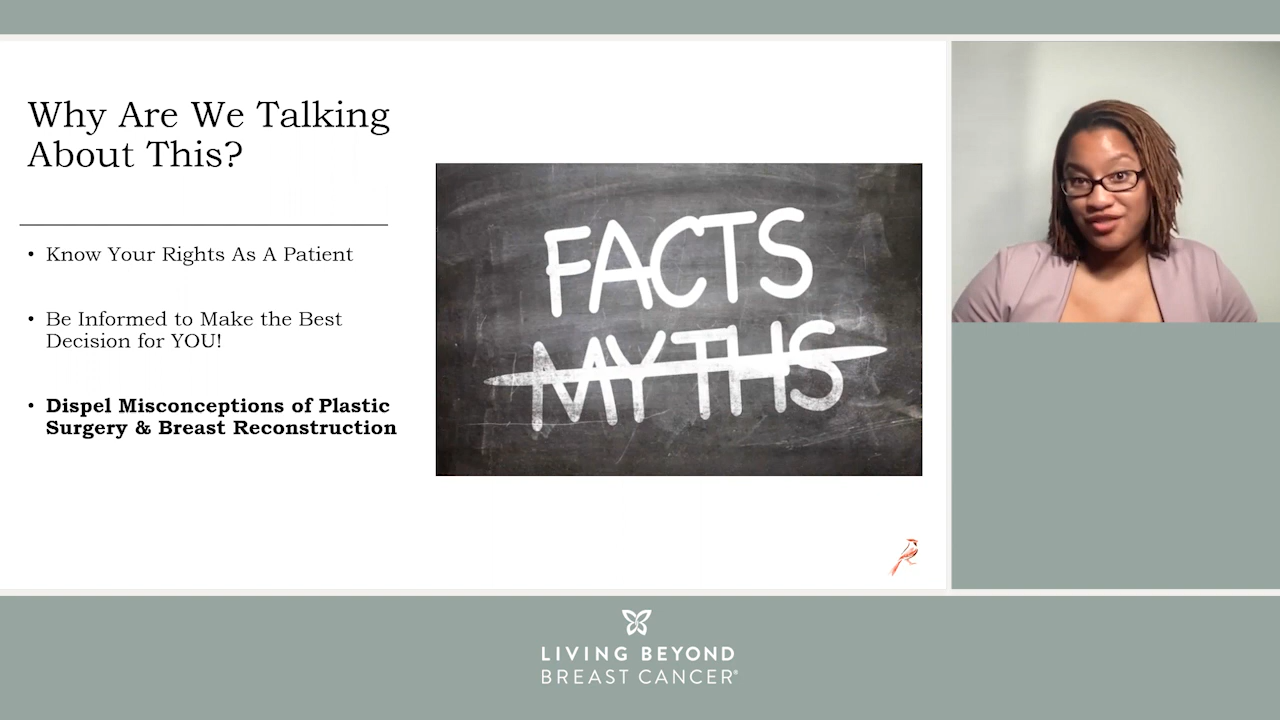 Why Are We Talking
About This?
• Know Your Rights As A Patient
• Be Informed to Make the Best
Decision for YOU!
• Dispel Misconceptions of Plastic
Surgery & Breast Reconstruction
FACTS
MYTHS
LIVING BEYOND
BREAST CANCER®